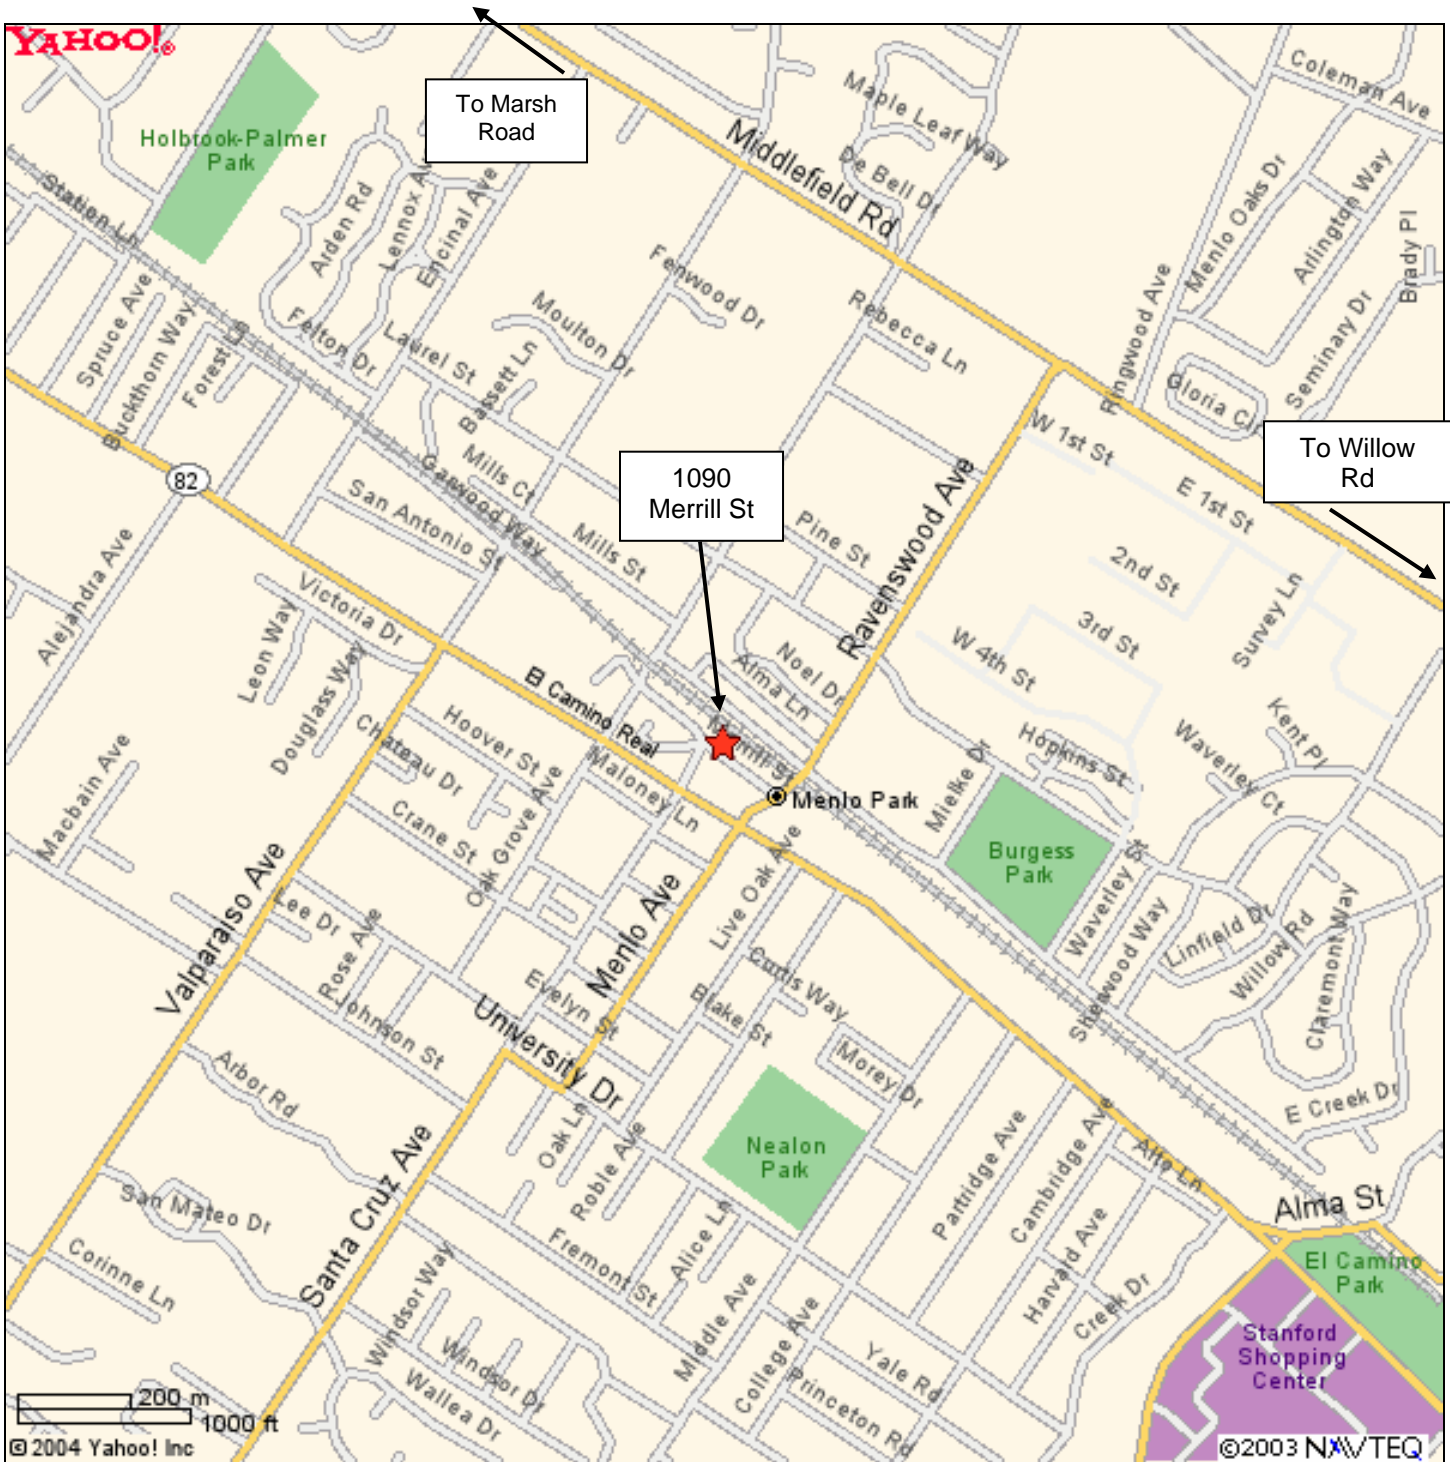 YAHOO!®
To Marsh
Road
Coleman Ave
Maple Leaf Way
Middlefield Rd
De Bell Dr
Holbrook-Palmer
Park
Station Ln
Arden Rd
Lennox Ave
Encinal Ave
Menlo Oaks Dr
Arlington Way
Brady Pl
Fenwood Dr
Rebecca Ln
Ringwood Ave
Seminary Dr
Gloria Cir
Spruce Ave
Buckthorn Way
Forest Ln
Felton Dr
Laurel St
Moulton Dr
Bassett Ln
To Willow
Rd
W 1st St
E 1st St
2nd St
3rd St
W 4th St
Survey Ln
82
1090
Merrill St
Garwood Way
Mills Ct
Mills St
San Antonio St
Pine St
Ravenswood Ave
Alejandra Ave
Victoria Dr
Leon Way
Douglass Way
El Camino Real
Alma Ln
Noel Dr
Merrill St
Menlo Park
Hoover St
Chateau Dr
Crane St
Maloney Ln
Oak Grove Ave
Macbain Ave
Mielke Dr
Hopkins St
Waverley Ct
Kent Pl
Burgess
Park
Waverley St
Sherwood Way
Linfield Dr
Willow Rd
Claremont Way
Valparaiso Ave
Lee Dr
Rose Ave
Johnson St
Menlo Ave
Live Oak Ave
Evelyn St
University Dr
Curtis Way
Blake St
Morey Dr
Arbor Rd
Santa Cruz Ave
Oak Ln
Roble Ave
Nealon
Park
Partridge Ave
Cambridge Ave
Harvard Ave
Alto Ln
E Creek Dr
Alma St
San Mateo Dr
Corinne Ln
Fremont St
Alice Ln
Middle Ave
College Ave
Creek Dr
El Camino
Park
Stanford
Shopping
Center
Windsor Way
Windsor Dr
Wallea Dr
Yale Rd
Princeton Rd
200 m
1000 ft
© 2004 Yahoo! Inc
©2003 NAVTEQ